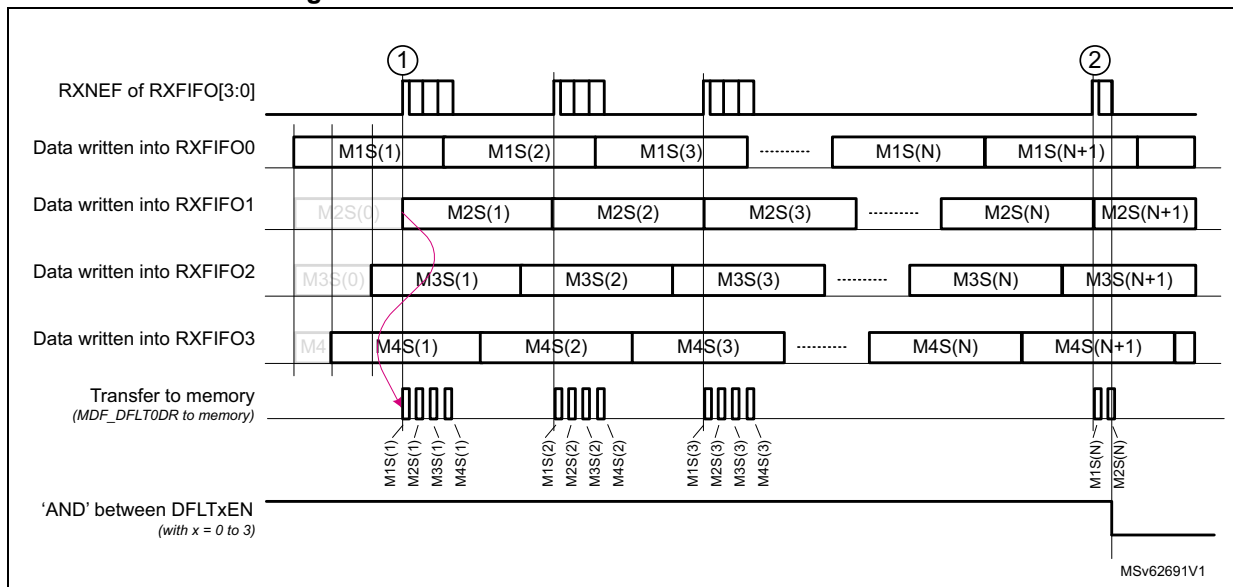 1
2
RXNEF of RXFIFO[3:0]
Data written into RXFIFO0
M1S(1) M1S(2) M1S(3) M1S(N) M1S(N+1)
Data written into RXFIFO1
M2S(0) M2S(1) M2S(2) M2S(3) M2S(N) M2S(N+1)
Data written into RXFIFO2
M3S(0) M3S(1) M3S(2) M3S(3) M3S(N) M3S(N+1)
Data written into RXFIFO3
M4 M4S(1) M4S(2) M4S(3) M4S(N) M4S(N+1)
Transfer to memory
(MDF_DFLT0DR to memory)
M1S(1)
M2S(1)
M3S(1)
M4S(1)
M1S(2)
M2S(2)
M3S(2)
M4S(2)
M1S(3)
M2S(3)
M3S(3)
M4S(3)
M1S(N)
M2S(N)
'AND' between DFLTxEN
(with x = 0 to 3)
MSv62691V1